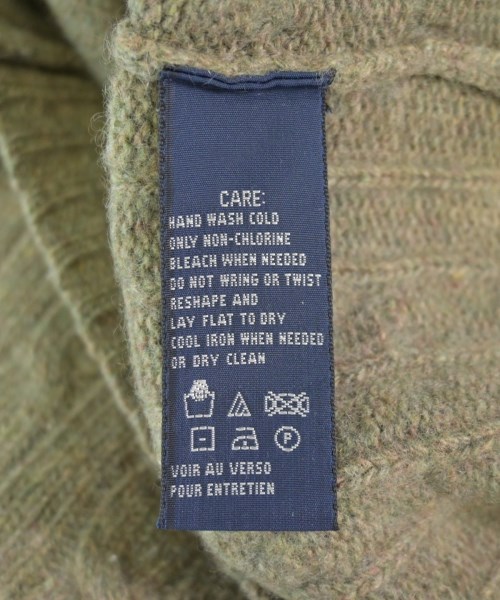 CARE:
HAND WASH COLD
ONLY NON-CHLORINE
BLEACH WHEN NEEDED
DO NOT WRING OR TWIST
RESHAPE AND
LAY FLAT TO DRY
COOL IRON WHEN NEEDED
OR DRY CLEAN
P
VOIR AU VERSO
POUR ENTRETIEN